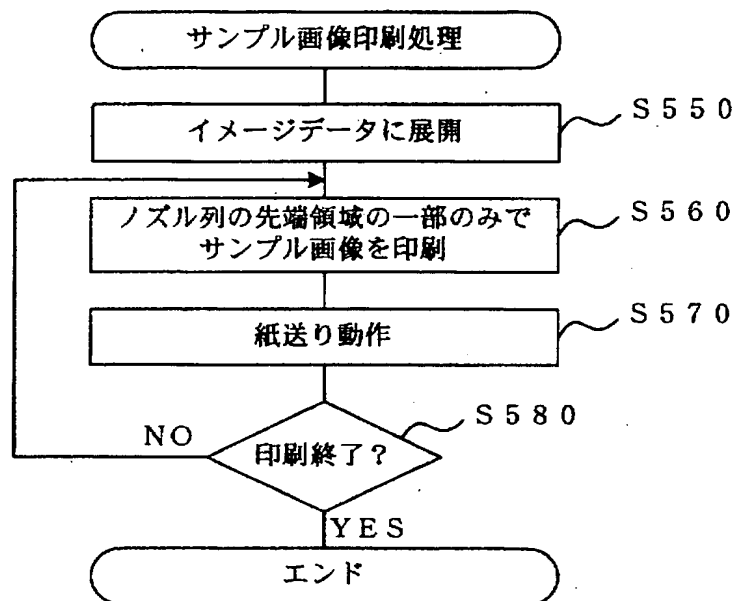 サンプル画像印刷処理
イメージデータに展開
S550
ノズル列の先端領域の一部のみで
サンプル画像を印刷
S560
紙送り動作
S570
印刷終了？
S580
NO
YES
エンド